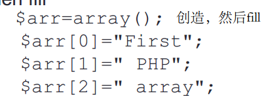 $arr=array(); 创造，然后fill
$arr[0]="First";
$arr[1]=" PHP";
$arr[2]=" array";